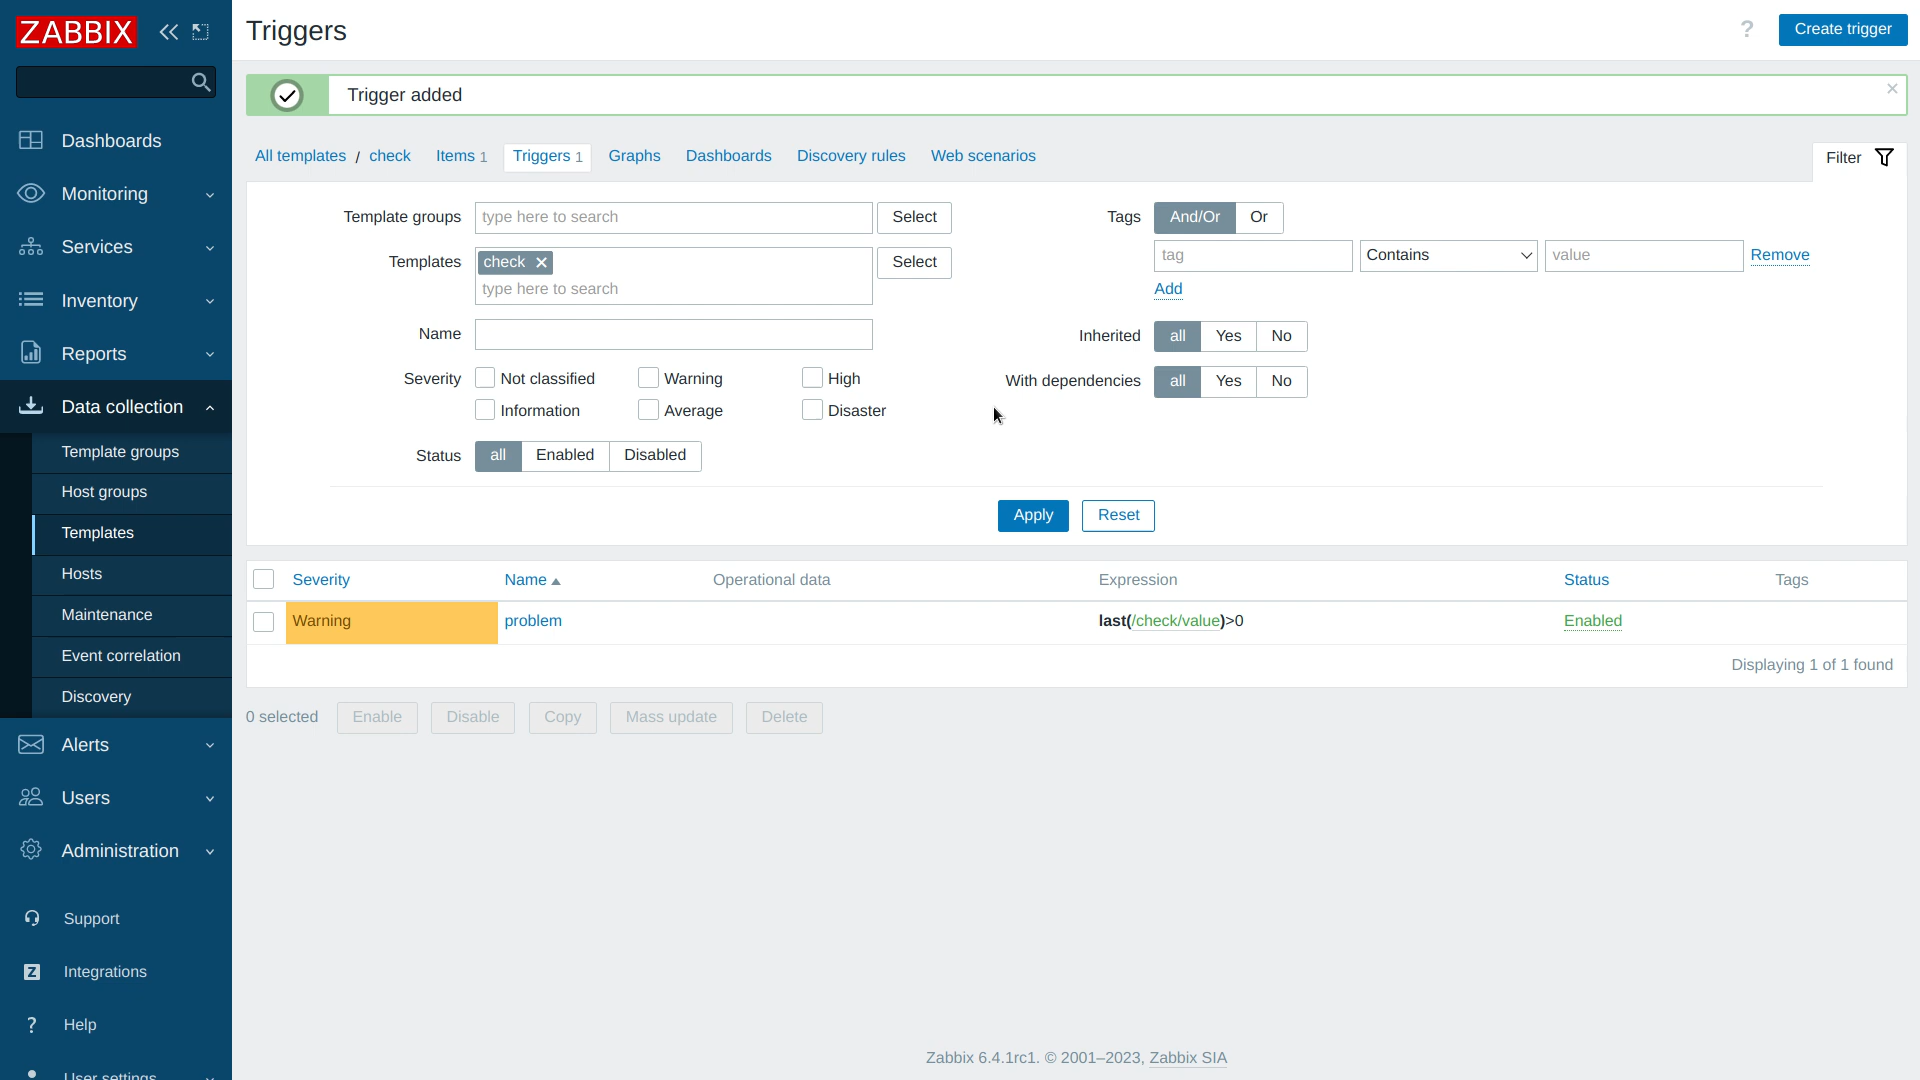 ZABBIX
Dashboards
Monitoring
Services
Inventory
Reports
Data collection
Template groups
Host groups
Templates
Hosts
Maintenance
Event correlation
Discovery
Alerts
Users
Administration
Support
Z Integrations
? Help
User settings
Triggers
?
Create trigger
Trigger added
All templates / check Items 1 Triggers 1 Graphs Dashboards Discovery rules Web scenarios
Filter
Template groups type here to search Select
Templates check Select
type here to search
Name
Severity Not classified Warning High
Information Average Disaster
Status all Enabled Disabled
Tags And/Or Or
tag Contains value Remove
Add
Inherited all Yes No
With dependencies all Yes No
Apply Reset
Severity Name Operational data Expression Status Tags
Warning problem last(/check/value)>0 Enabled
Displaying 1 of 1 found
0 selected Enable Disable Copy Mass update Delete
Zabbix 6.4.1rc1. © 2001–2023, Zabbix SIA